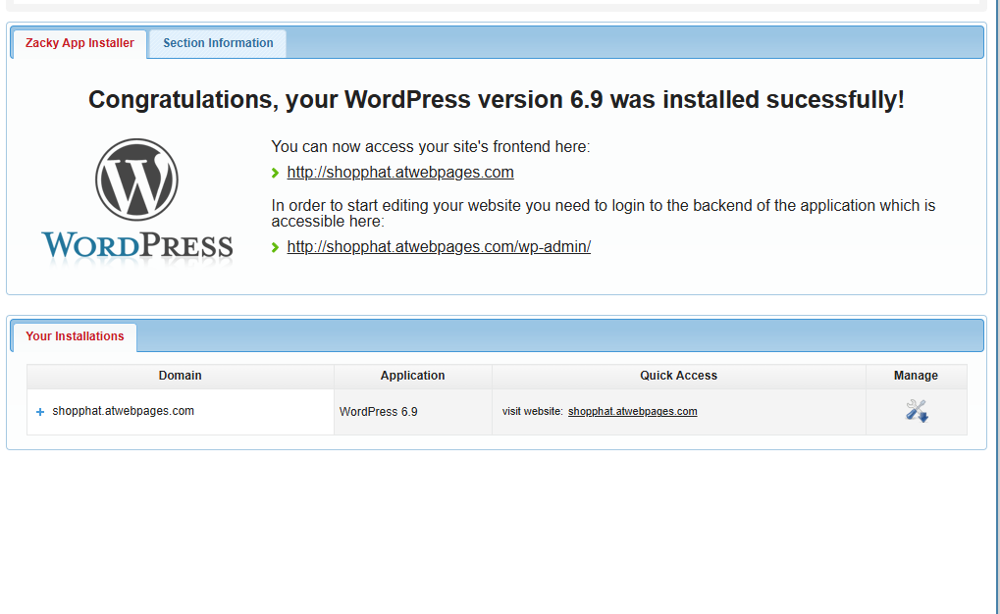 Zacky App Installer
Section Information
Congratulations, your WordPress version 6.9 was installed sucessfully!
WORDPRESS
You can now access your site's frontend here:
http://shopphat.atwebpages.com
In order to start editing your website you need to login to the backend of the application which is
accessible here:
http://shopphat.atwebpages.com/wp-admin/
Your Installations
Domain Application Quick Access Manage
+ shopphat.atwebpages.com WordPress 6.9 visit website: shopphat.atwebpages.com